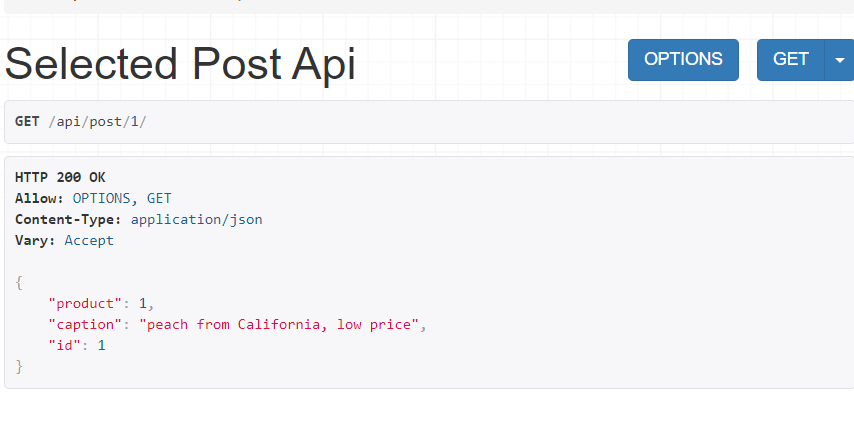 Selected Post Api
OPTIONS
GET
GET /api/post/1/
HTTP 200 OK
Allow: OPTIONS, GET
Content-Type: application/json
Vary: Accept
{
    "product": 1,
    "caption": "peach from California, low price",
    "id": 1
}